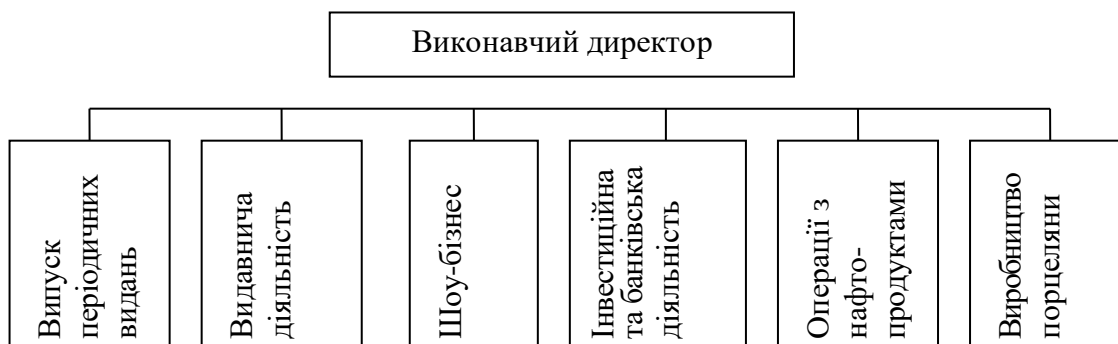 Виконавчий директор
Випуск
періодичних
видань
Видавнича
діяльність
Шоу-бізнес
Інвестиційна
та банківська
діяльність
Операції з
нафто-
продуктами
Виробництво
порцеляни